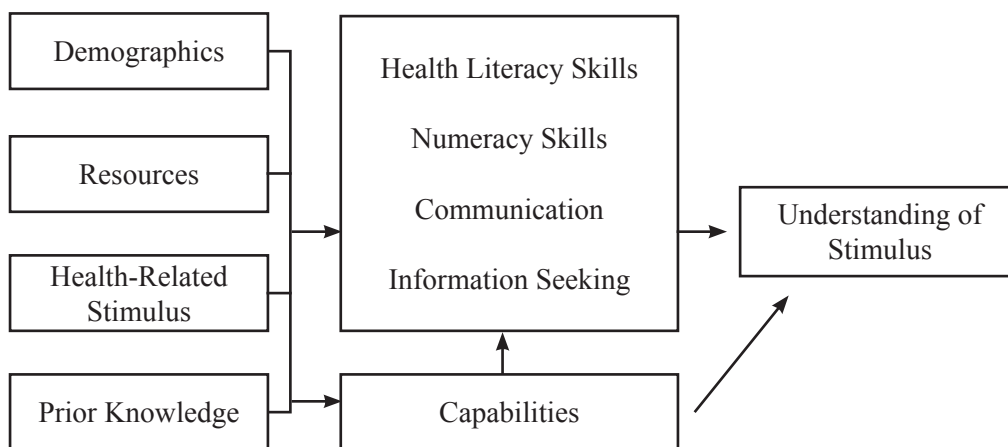 Demographics
Resources
Health-Related
Stimulus
Prior Knowledge
Health Literacy Skills
Numeracy Skills
Communication
Information Seeking
Capabilities
Understanding of
Stimulus